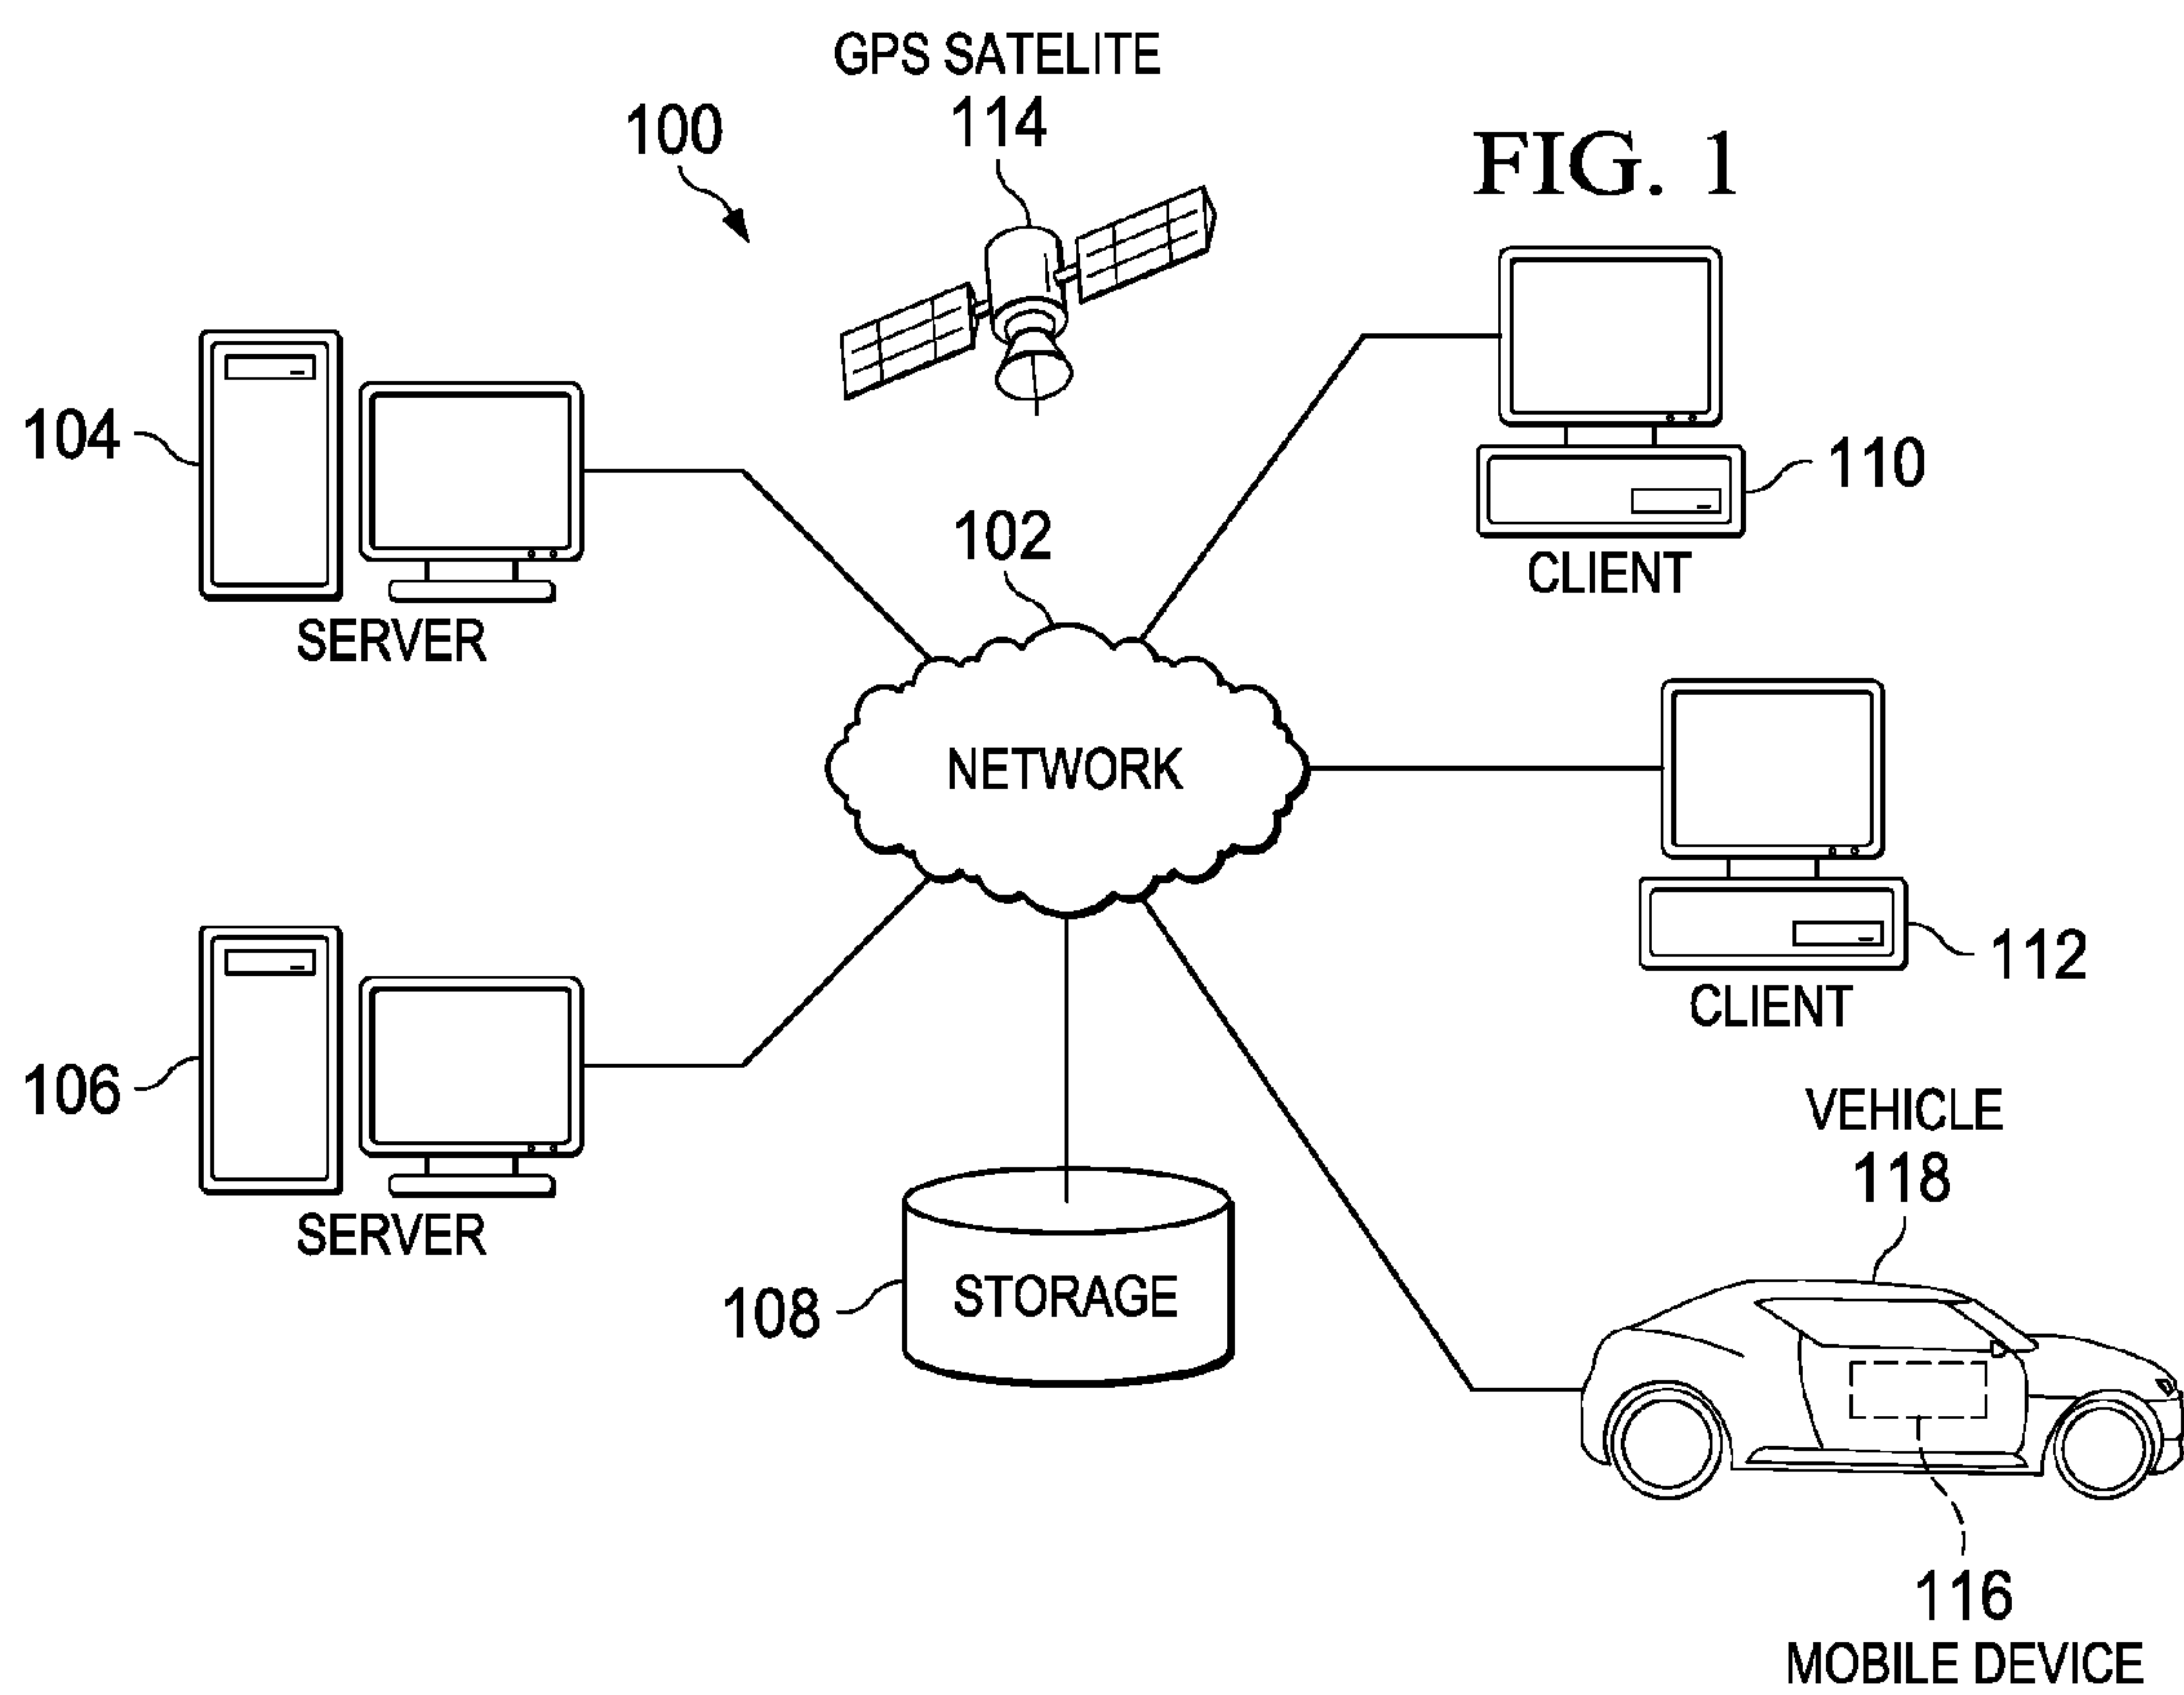 GPS SATELITE
114
100
FIG. 1
104
110
102
CLIENT
SERVER
NETWORK
112
CLIENT
106
VEHICLE
118
SERVER
108
STORAGE
116
MOBILE DEVICE